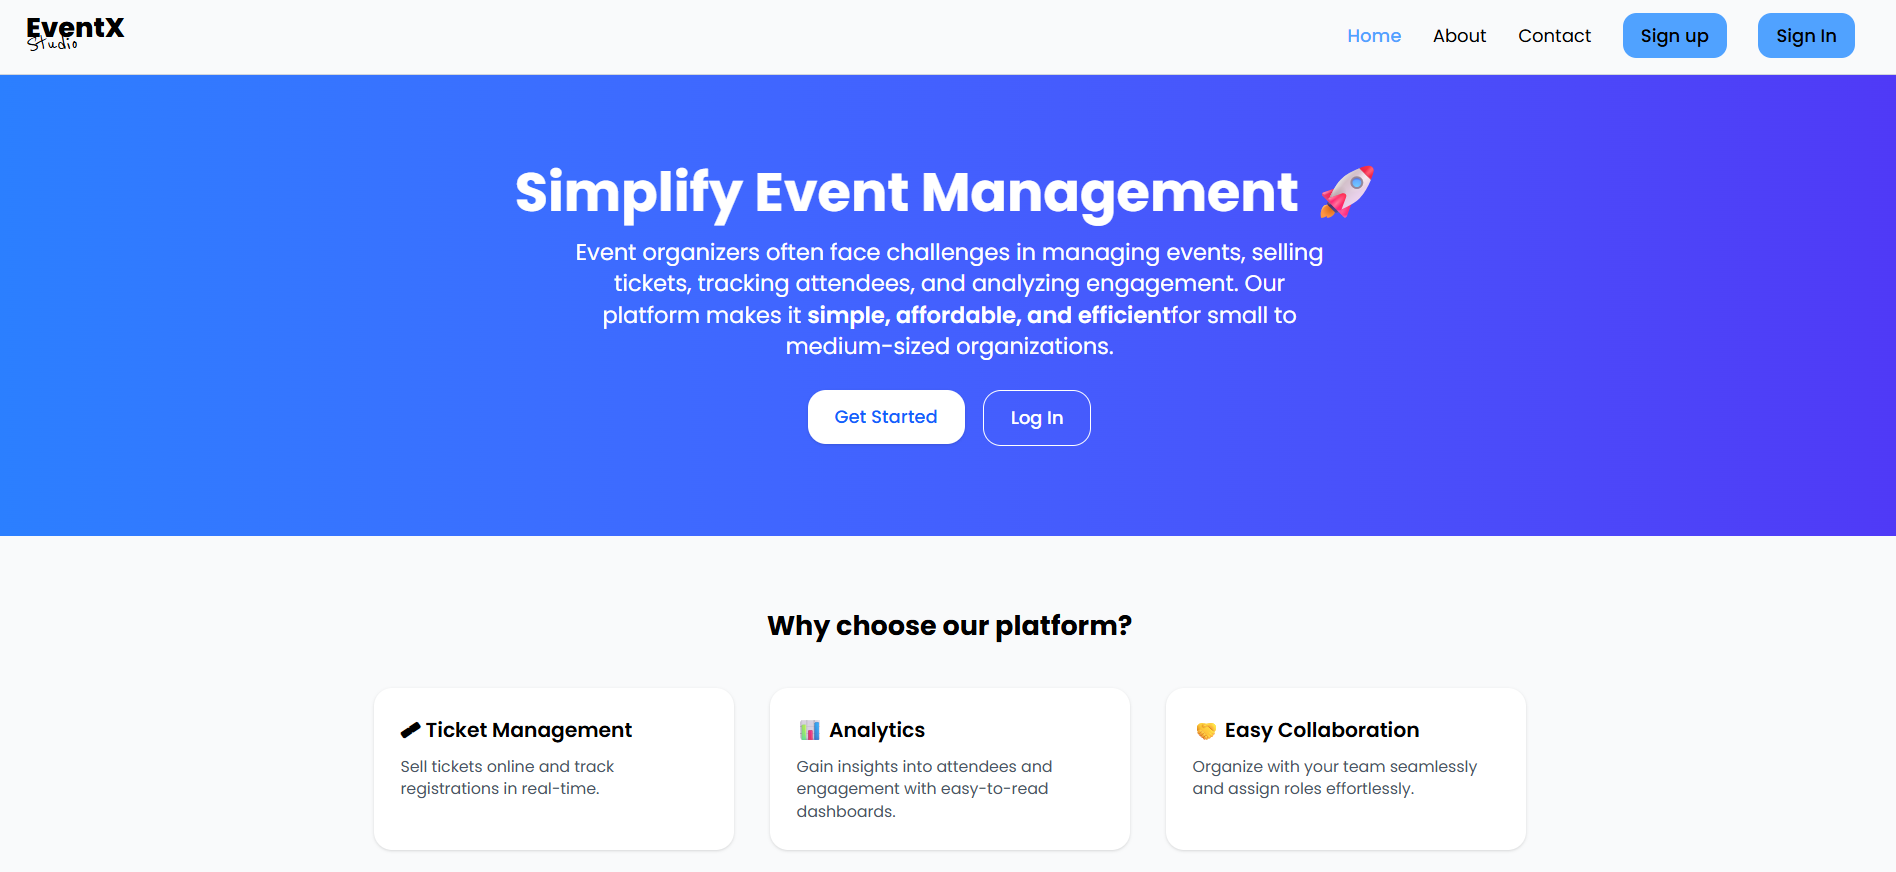 EventX
Studio
Home About Contact Sign up Sign In
Simplify Event Management 🚀
Event organizers often face challenges in managing events, selling
tickets, tracking attendees, and analyzing engagement. Our
platform makes it simple, affordable, and efficientfor small to
medium-sized organizations.
Get Started Log In
Why choose our platform?
Ticket Management
Sell tickets online and track
registrations in real-time.
📊 Analytics
Gain insights into attendees and
engagement with easy-to-read
dashboards.
🤝 Easy Collaboration
Organize with your team seamlessly
and assign roles effortlessly.